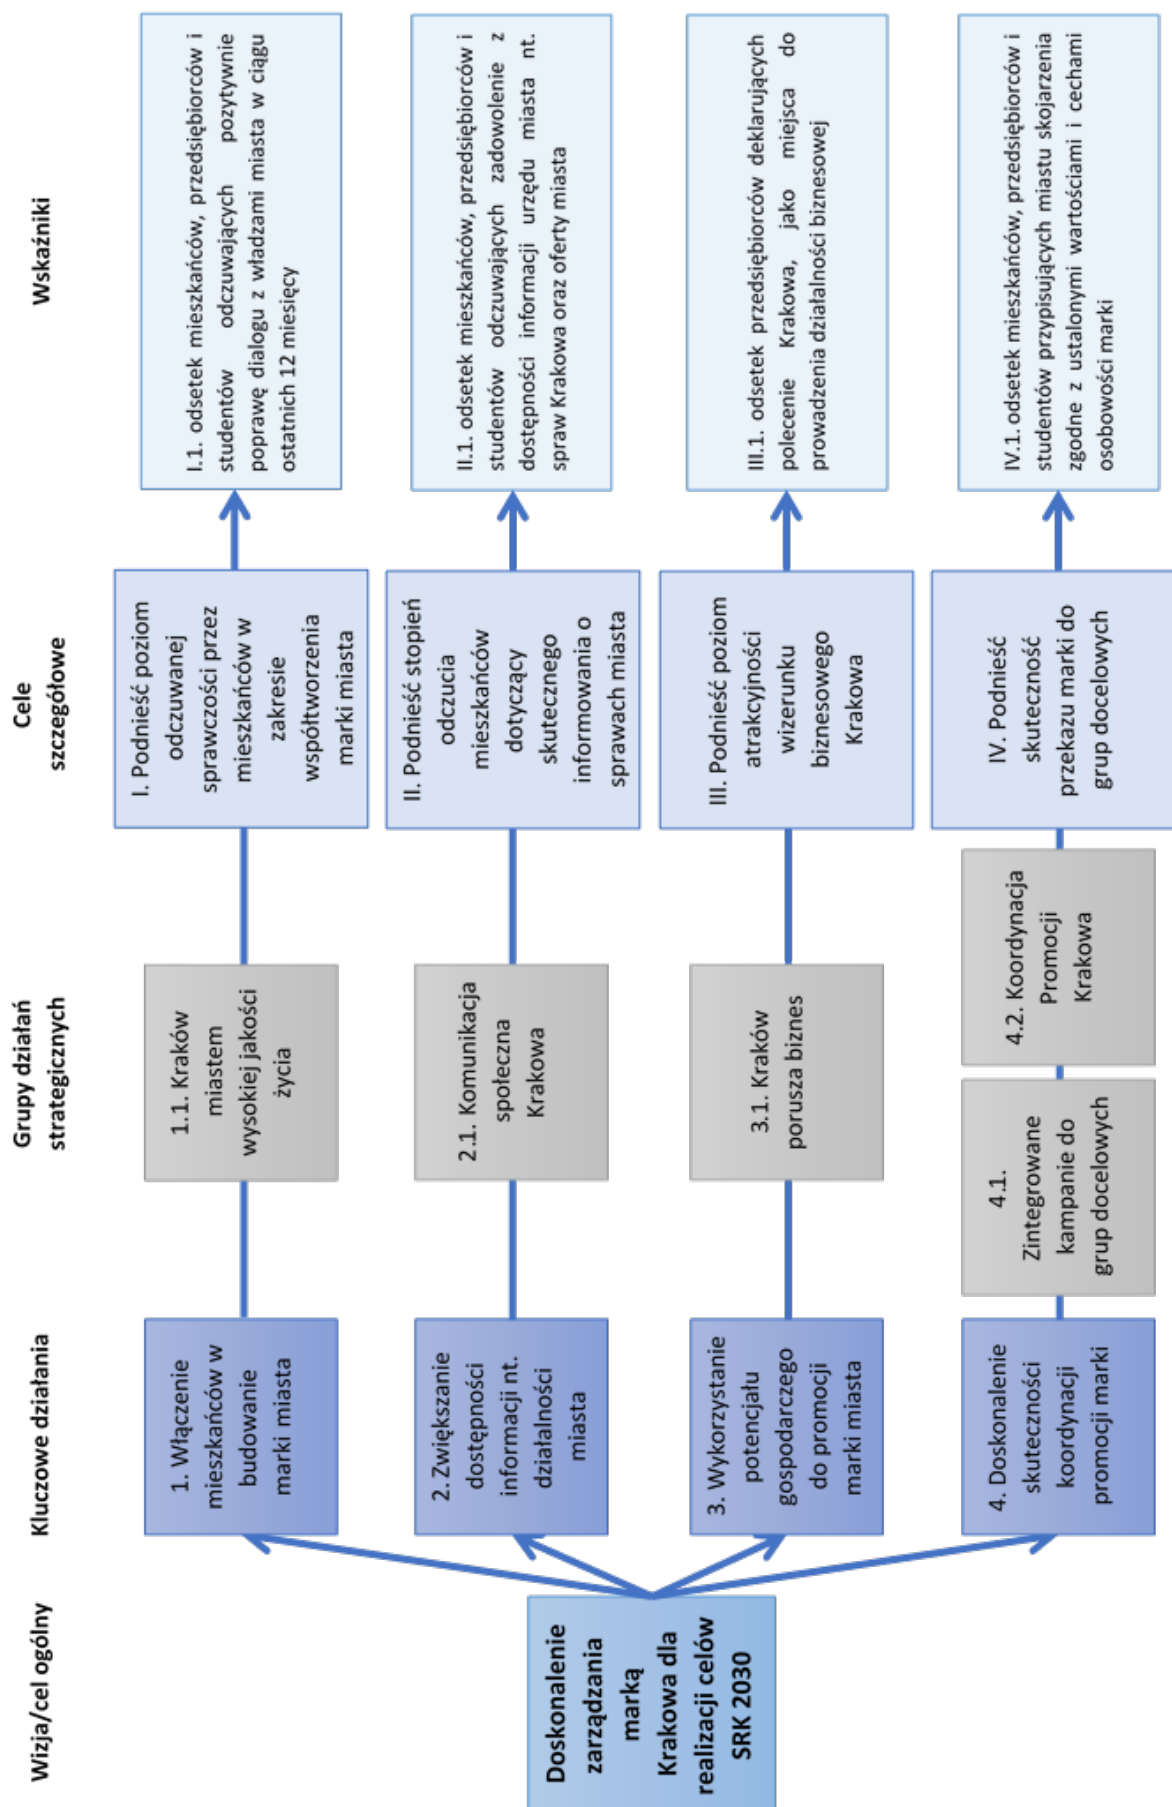 Wizja/cel ogólny
Kluczowe działania
Grupy działań
strategicznych
Cele
szczegółowe
Wskaźniki
Doskonalenie
zarządzania
marką
Krakowa dla
realizacji celów
SRK 2030
1. Włączenie
mieszkańców w
budowanie
marki miasta
1.1. Kraków
miastem
wysokiej jakości
życia
I. Podnieść poziom
odczuwanej
sprawczości przez
mieszkańców w
zakresie
współtworzenia
marki miasta
I.1. odsetek mieszkańców, przedsiębiorców i
studentów odczuwających pozytywnie
poprawę dialogu z władzami miasta w ciągu
ostatnich 12 miesięcy
2. Zwiększanie
dostępności
informacji nt.
działalności
miasta
2.1. Komunikacja
społeczna
Krakowa
II. Podnieść stopień
odczucia
mieszkańców
dotyczący
skutecznego
informowania o
sprawach miasta
II.1. odsetek mieszkańców, przedsiębiorców i
studentów odczuwających zadowolenie z
dostępności informacji urzędu miasta nt.
spraw Krakowa oraz oferty miasta
3. Wykorzystanie
potencjału
gospodarczego
do promocji
marki miasta
3.1. Kraków
porusza biznes
III. Podnieść poziom
atrakcyjności
wizerunku
biznesowego
Krakowa
III.1. odsetek przedsiębiorców deklarujących
polecenie Krakowa, jako miejsca do
prowadzenia działalności biznesowej
4. Doskonalenie
skuteczności
koordynacji
promocji marki
4.1.
Zintegrowane
kampanie do
grup docelowych
4.2. Koordynacja
Promocji
Krakowa
IV. Podnieść
skuteczność
przekazu marki do
grup docelowych
IV.1. odsetek mieszkańców, przedsiębiorców i
studentów przypisujących miastu skojarzenia
zgodne z ustalonymi wartościami i cechami
osobowości marki